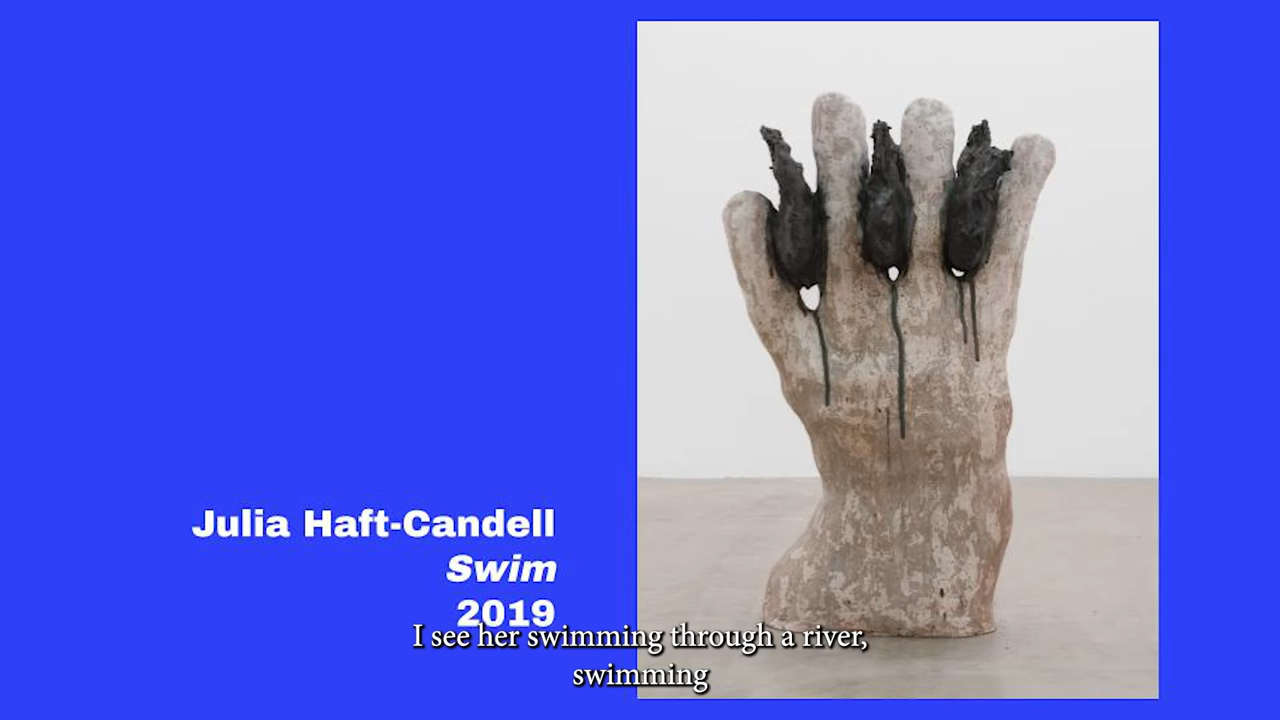 Julia Haft-Candell
Swim
2019
I see her swimming through a river,
swimming